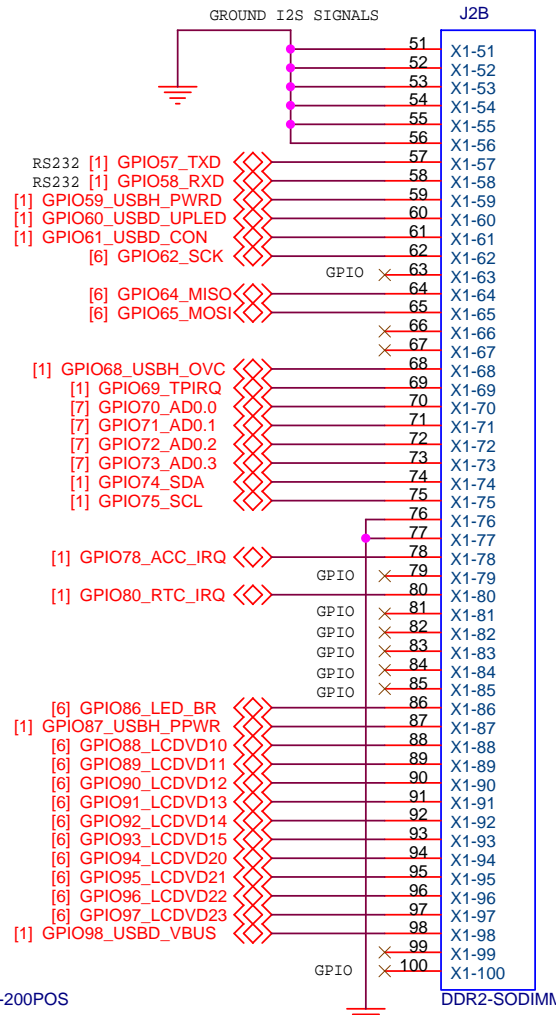 GROUND I2S SIGNALS
J2B
51 X1-51
52 X1-52
53 X1-53
54 X1-54
55 X1-55
56 X1-56
RS232 [1] GPIO57_TXD 57 X1-57
RS232 [1] GPIO58_RXD 58 X1-58
[1] GPIO59_USBH_PWRD 59 X1-59
[1] GPIO60_USBD_UPLED 60 X1-60
[1] GPIO61_USBD_CON 61 X1-61
[6] GPIO62_SCK 62 X1-62
GPIO 63 X1-63
[6] GPIO64_MISO 64 X1-64
[6] GPIO65_MOSI 65 X1-65
66 X1-66
67 X1-67
[1] GPIO68_USBH_OVC 68 X1-68
[1] GPIO69_TPIRQ 69 X1-69
[7] GPIO70_AD0.0 70 X1-70
[7] GPIO71_AD0.1 71 X1-71
[7] GPIO72_AD0.2 72 X1-72
[7] GPIO73_AD0.3 73 X1-73
[1] GPIO74_SDA 74 X1-74
[1] GPIO75_SCL 75 X1-75
76 X1-76
77 X1-77
[1] GPIO78_ACC_IRQ 78 X1-78
GPIO 79 X1-79
[1] GPIO80_RTC_IRQ 80 X1-80
GPIO 81 X1-81
GPIO 82 X1-82
GPIO 83 X1-83
GPIO 84 X1-84
GPIO 85 X1-85
[6] GPIO86_LED_BR 86 X1-86
[1] GPIO87_USBH_PPWR 87 X1-87
[6] GPIO88_LCDVD10 88 X1-88
[6] GPIO89_LCDVD11 89 X1-89
[6] GPIO90_LCDVD12 90 X1-90
[6] GPIO91_LCDVD13 91 X1-91
[6] GPIO92_LCDVD14 92 X1-92
[6] GPIO93_LCDVD15 93 X1-93
[6] GPIO94_LCDVD20 94 X1-94
[6] GPIO95_LCDVD21 95 X1-95
[6] GPIO96_LCDVD22 96 X1-96
[6] GPIO97_LCDVD23 97 X1-97
[1] GPIO98_USBD_VBUS 98 X1-98
99 X1-99
GPIO 100 X1-100
-200POS
DDR2-SODIMM